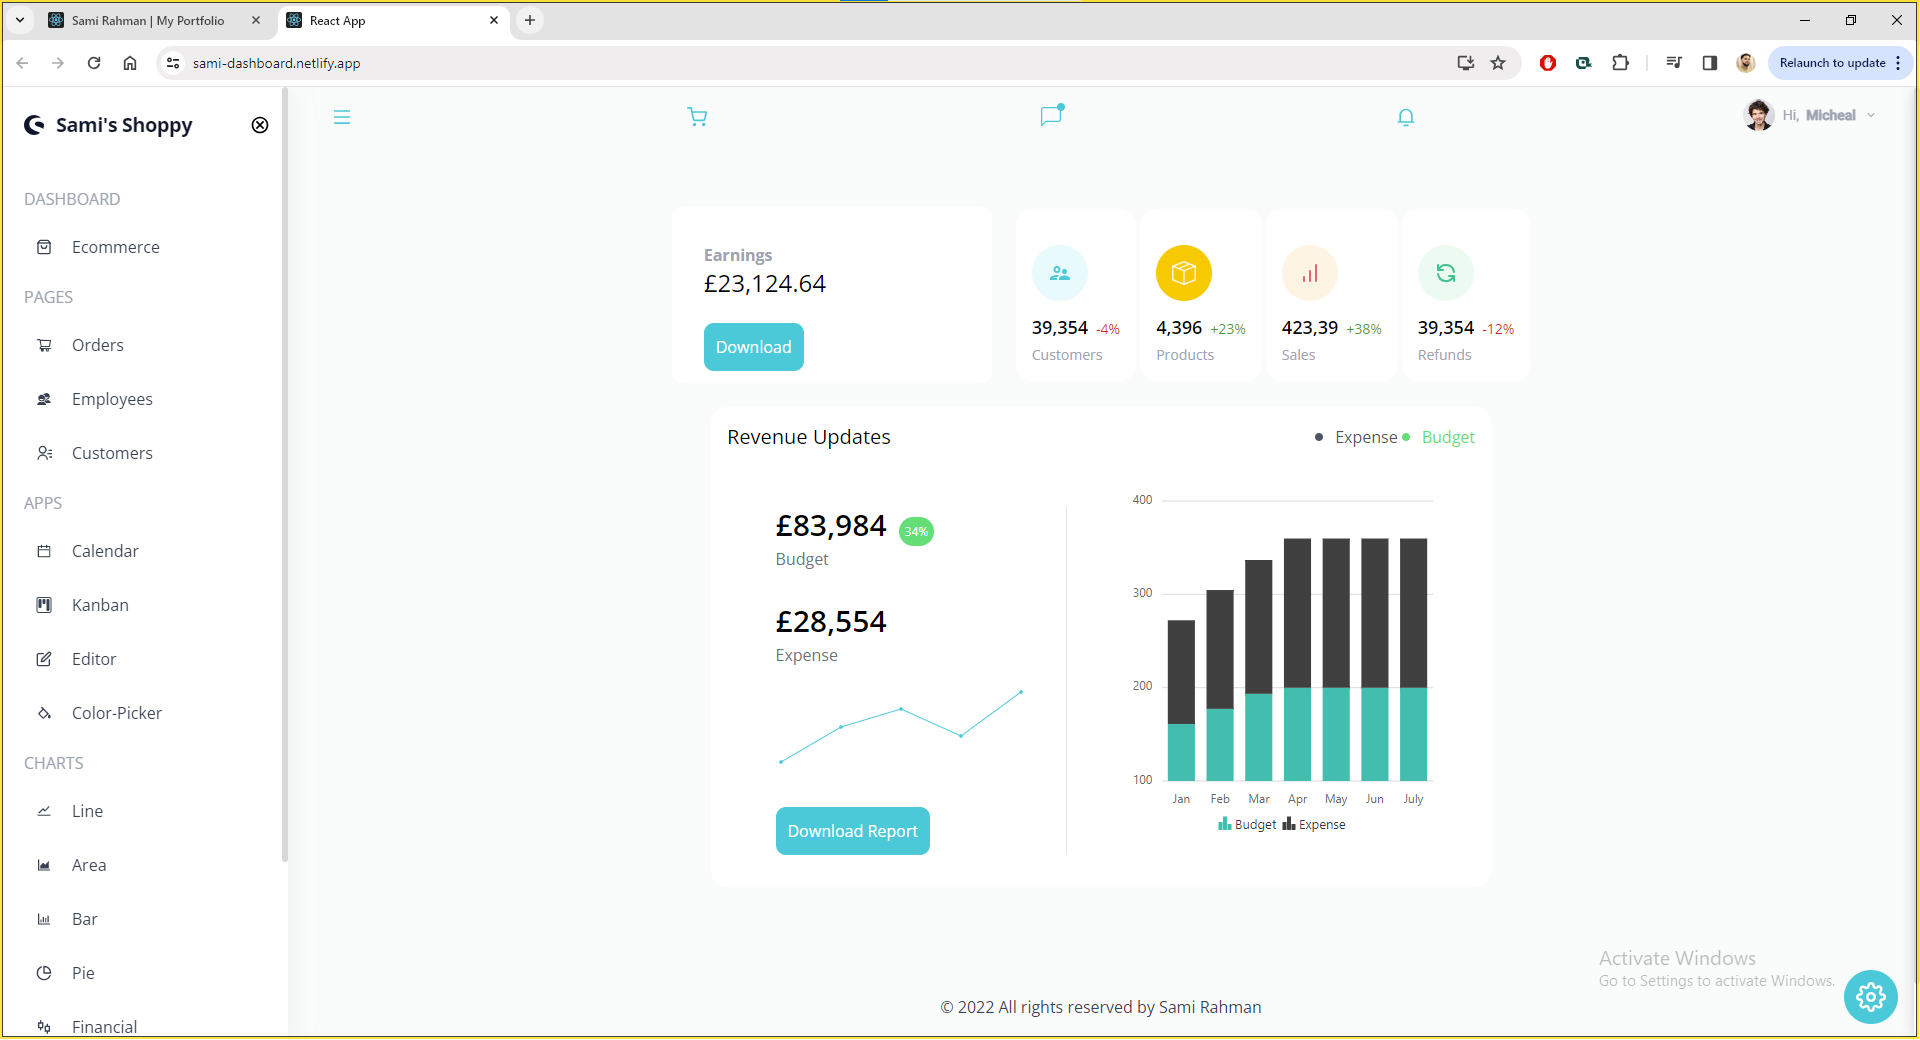 Sami Rahman | My Portfolio
React App
sami-dashboard.netlify.app
Relaunch to update
Sami's Shoppy
Hi, Micheal
DASHBOARD
Ecommerce
PAGES
Orders
Employees
Customers
APPS
Calendar
Kanban
Editor
Color-Picker
CHARTS
Line
Area
Bar
Pie
Financial
Earnings
£23,124.64
Download
39,354 -4%
Customers
4,396 +23%
Products
423,39 +38%
Sales
39,354 -12%
Refunds
Revenue Updates
Expense Budget
£83,984 34%
Budget
£28,554
Expense
Download Report
400
300
200
100
Jan Feb Mar Apr May Jun July
Budget Expense
Activate Windows
Go to Settings to activate Windows.
© 2022 All rights reserved by Sami Rahman